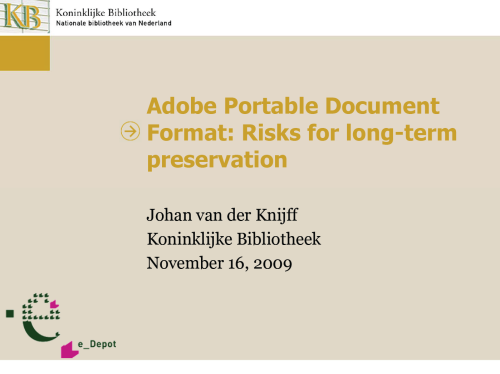 KB
Koninklijke Bibliotheek
Nationale bibliotheek van Nederland
Adobe Portable Document
Format: Risks for long-term
preservation
Johan van der Knijff
Koninklijke Bibliotheek
November 16, 2009
e_Depot